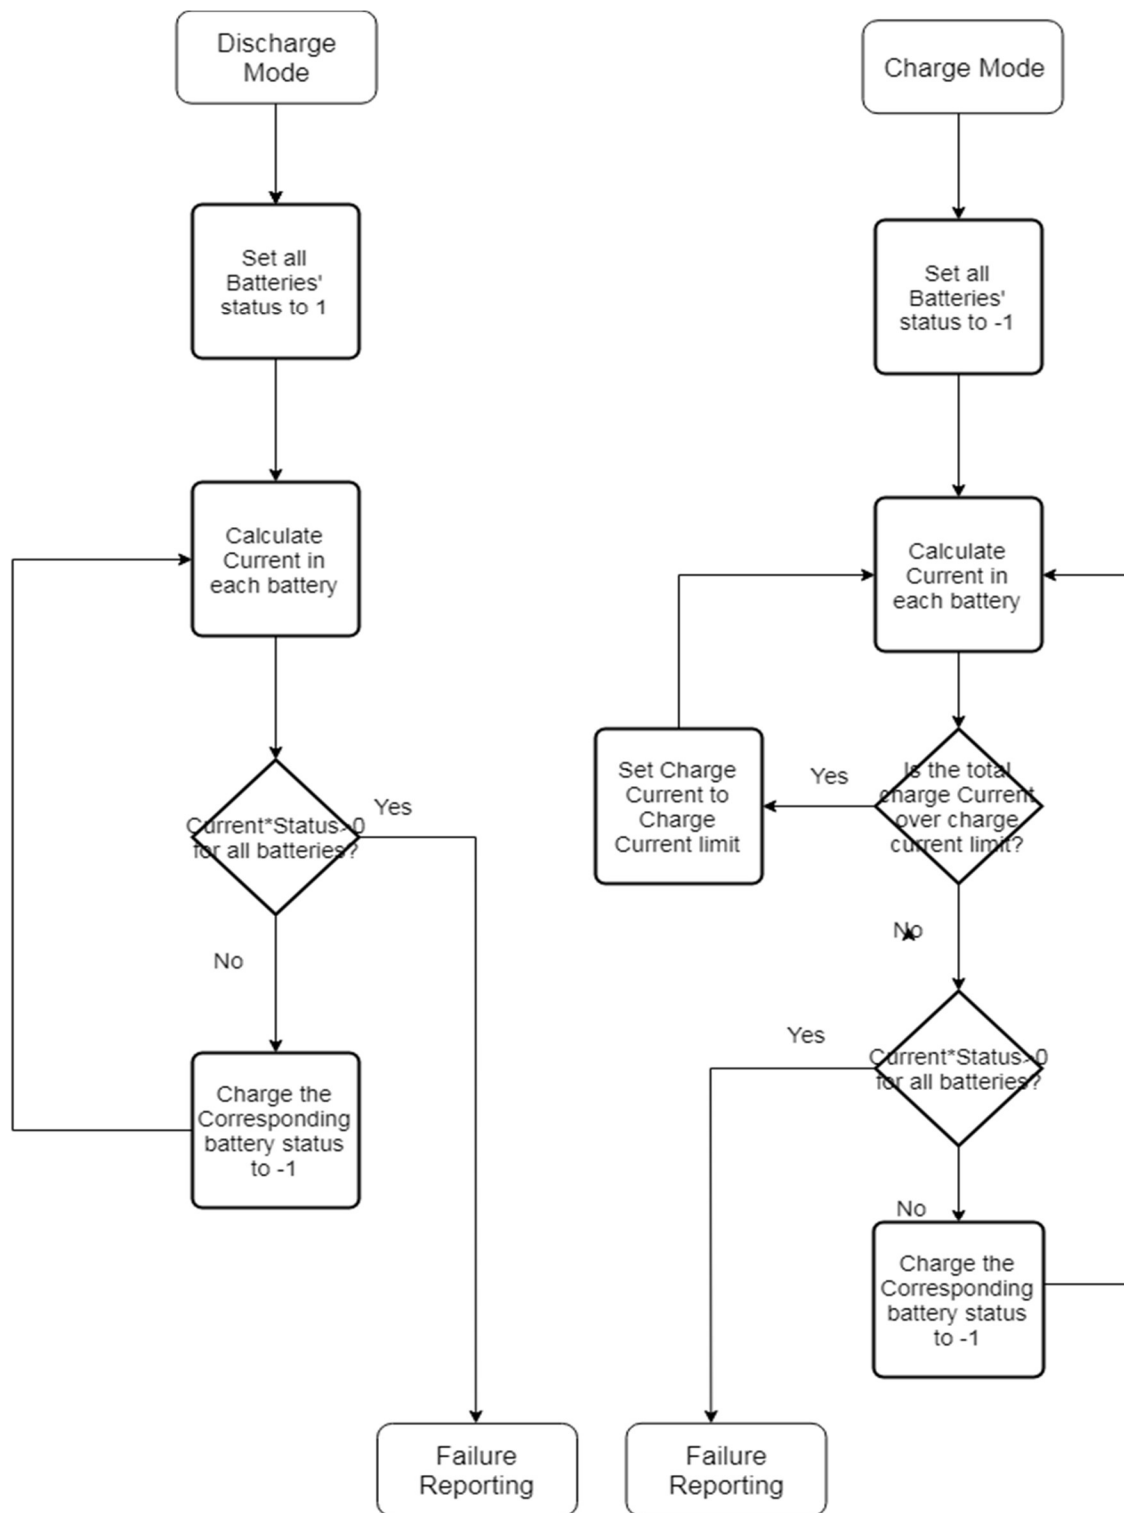 Discharge
Mode
Set all
Batteries'
status to 1
Calculate
Current in
each battery
Current*Status>0
for all batteries?
Yes
No
Charge the
Corresponding
battery status
to -1
Failure
Reporting
Charge Mode
Set all
Batteries'
status to -1
Calculate
Current in
each battery
Is the total
charge Current
over charge
current limit?
Yes
Set Charge
Current to
Charge
Current limit
No
Current*Status>0
for all batteries?
Yes
No
Charge the
Corresponding
battery status
to -1
Failure
Reporting